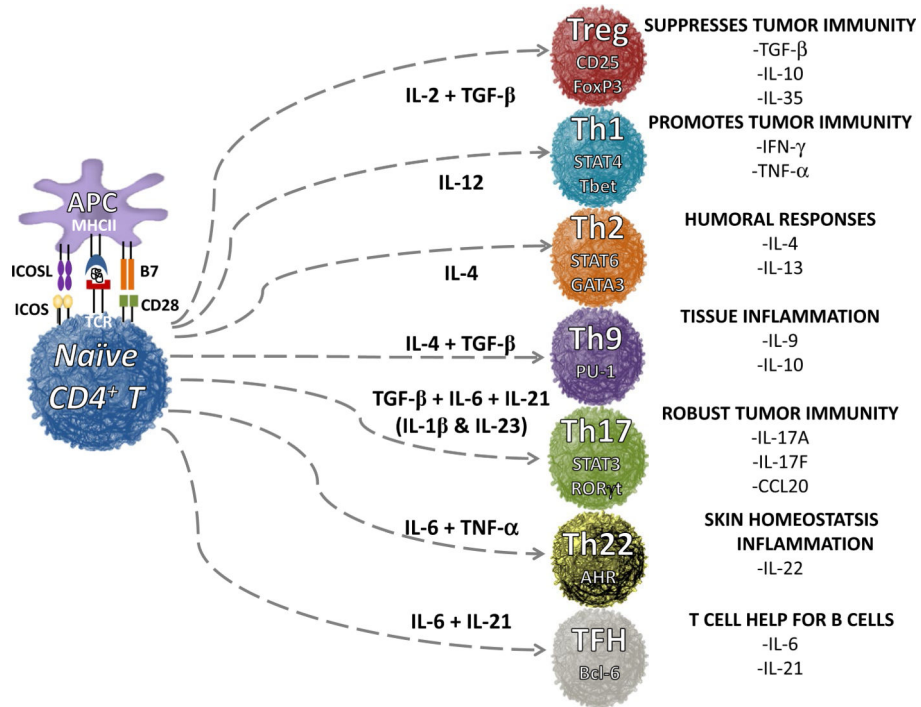 APC
MHCII
ICOSL
B7
ICOS
CD28
TCR
Naïve
CD4⁺ T
IL-2 + TGF-β
IL-12
IL-4
IL-4 + TGF-β
TGF-β + IL-6 + IL-21
(IL-1β & IL-23)
IL-6 + TNF-α
IL-6 + IL-21
Treg
CD25
FoxP3
SUPPRESSES TUMOR IMMUNITY
-TGF-β
-IL-10
-IL-35
Th1
STAT4
Tbet
PROMOTES TUMOR IMMUNITY
-IFN-γ
-TNF-α
Th2
STAT6
GATA3
HUMORAL RESPONSES
-IL-4
-IL-13
Th9
PU-1
TISSUE INFLAMMATION
-IL-9
-IL-10
Th17
STAT3
RORγt
ROBUST TUMOR IMMUNITY
-IL-17A
-IL-17F
-CCL20
Th22
AHR
SKIN HOMEOSTATSIS
INFLAMMATION
-IL-22
TFH
Bcl-6
T CELL HELP FOR B CELLS
-IL-6
-IL-21